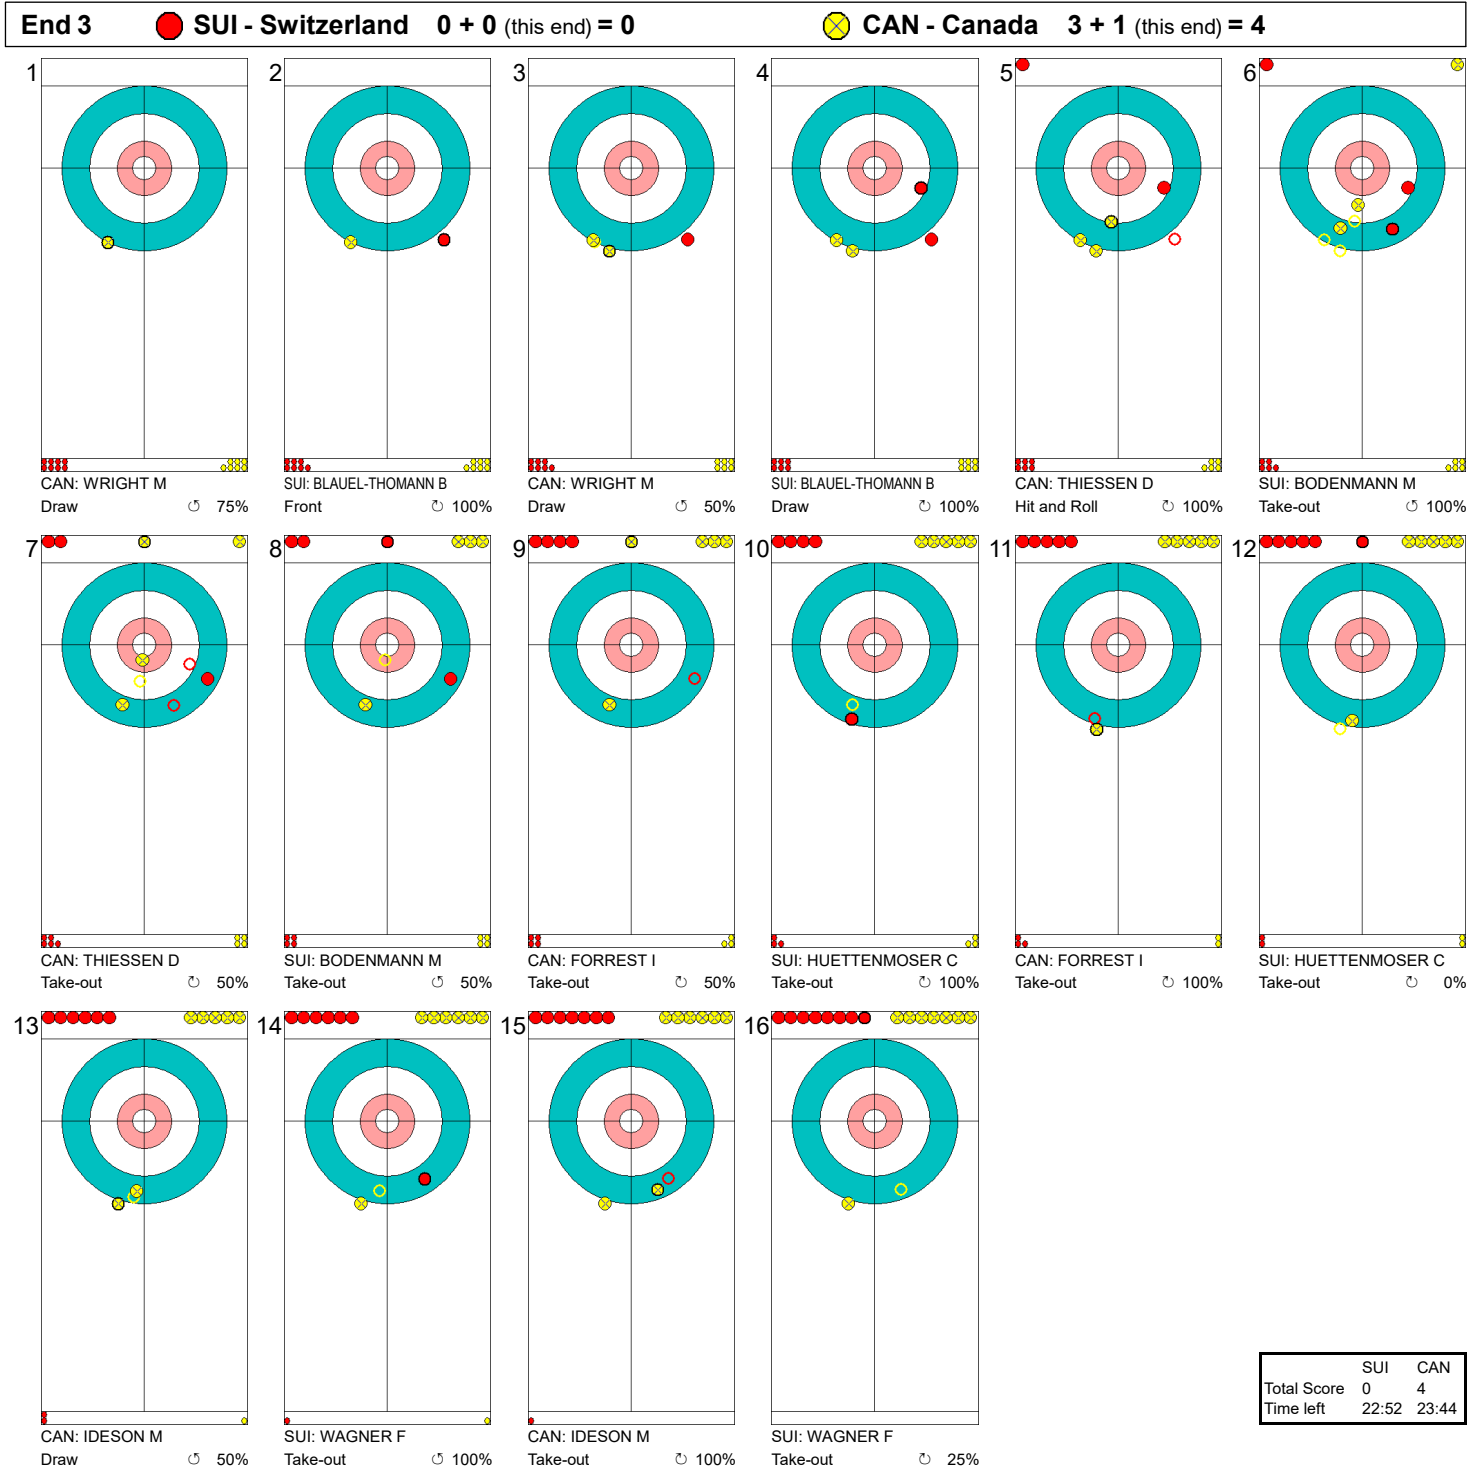 End 3 SUI - Switzerland 0 + 0 (this end) = 0 CAN - Canada 3 + 1 (this end) = 4
1 2 3 4 5 6
CAN: WRIGHT M SUI: BLAUEL-THOMANN B CAN: WRIGHT M SUI: BLAUEL-THOMANN B CAN: THIESSEN D SUI: BODENMANN M
Draw ↺ 75% Front ↻ 100% Draw ↺ 50% Draw ↻ 100% Hit and Roll ↻ 100% Take-out ↻ 100%
7 8 9 10 11 12
CAN: THIESSEN D SUI: BODENMANN M CAN: FORREST I SUI: HUETTENMOSER C CAN: FORREST I SUI: HUETTENMOSER C
Take-out ↻ 50% Take-out ↻ 50% Take-out ↻ 50% Take-out ↻ 100% Take-out ↻ 100% Take-out ↻ 0%
13 14 15 16
CAN: IDESON M SUI: WAGNER F CAN: IDESON M SUI: WAGNER F
Draw ↺ 50% Take-out ↺ 100% Take-out ↻ 100% Take-out ↻ 25%
SUI CAN
Total Score 0 4
Time left 22:52 23:44